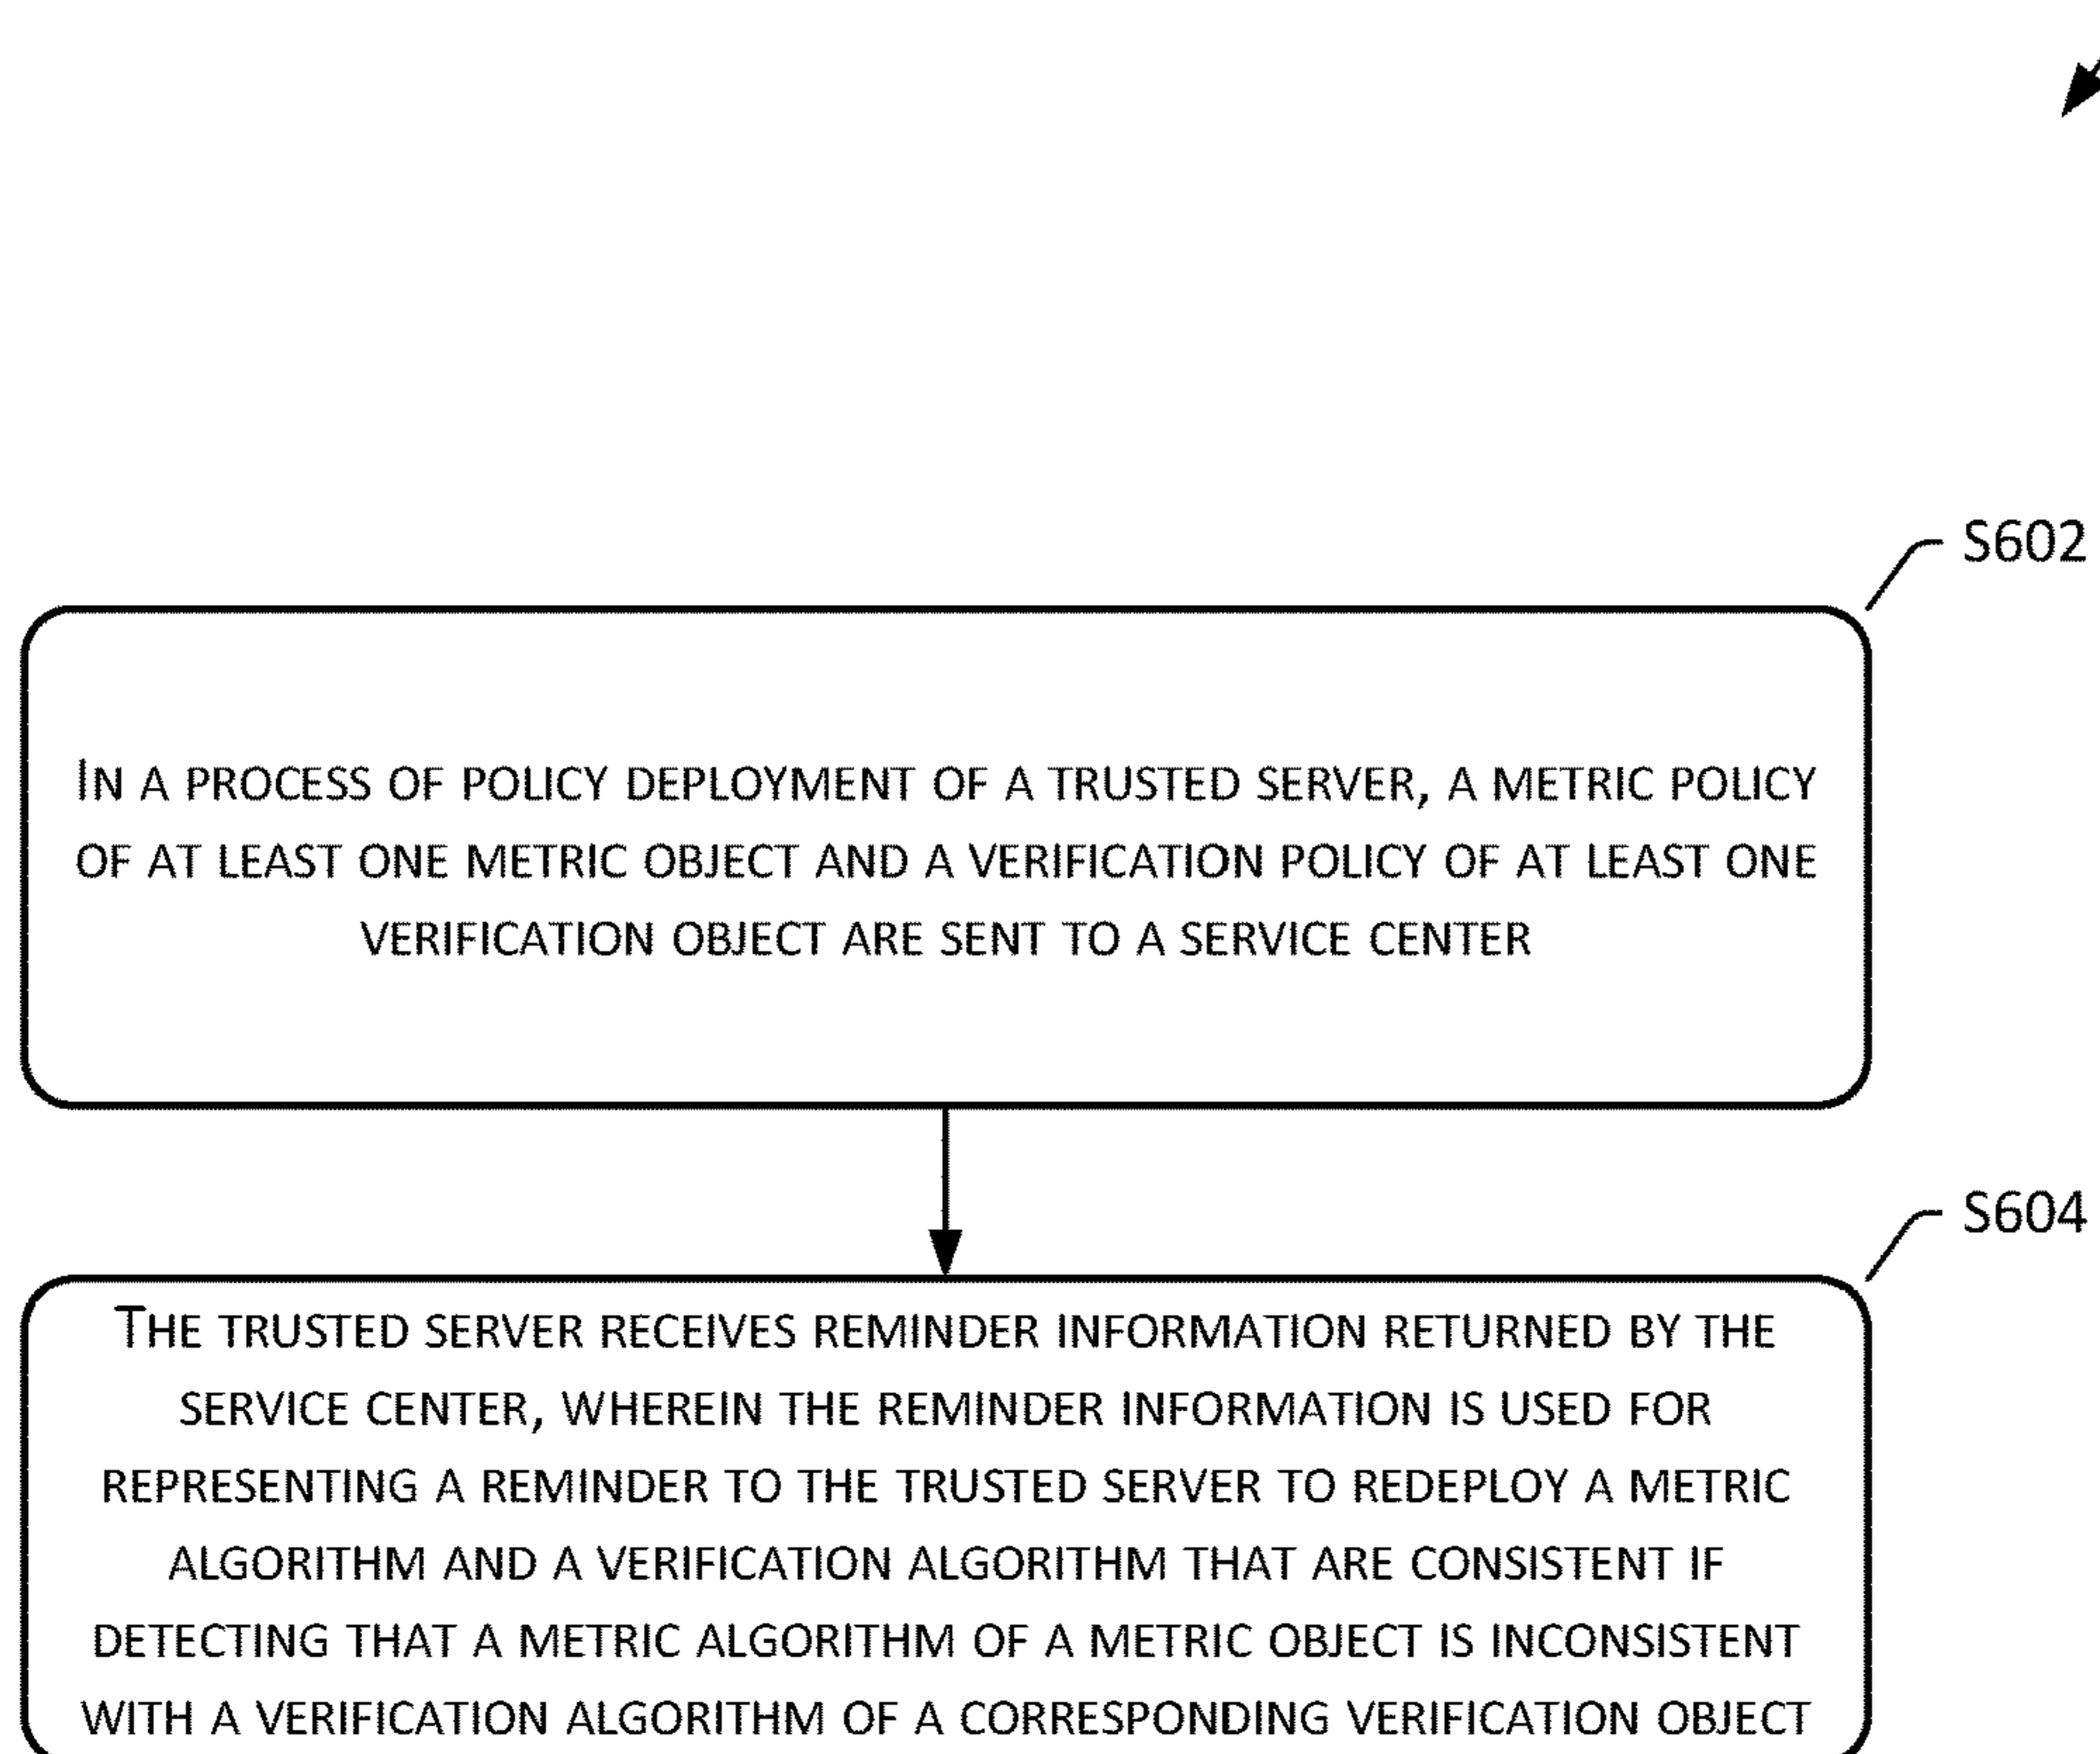 S602
IN A PROCESS OF POLICY DEPLOYMENT OF A TRUSTED SERVER, A METRIC POLICY
OF AT LEAST ONE METRIC OBJECT AND A VERIFICATION POLICY OF AT LEAST ONE
VERIFICATION OBJECT ARE SENT TO A SERVICE CENTER
S604
THE TRUSTED SERVER RECEIVES REMINDER INFORMATION RETURNED BY THE
SERVICE CENTER, WHEREIN THE REMINDER INFORMATION IS USED FOR
REPRESENTING A REMINDER TO THE TRUSTED SERVER TO REDEPLOY A METRIC
ALGORITHM AND A VERIFICATION ALGORITHM THAT ARE CONSISTENT IF
DETECTING THAT A METRIC ALGORITHM OF A METRIC OBJECT IS INCONSISTENT
WITH A VERIFICATION ALGORITHM OF A CORRESPONDING VERIFICATION OBJECT